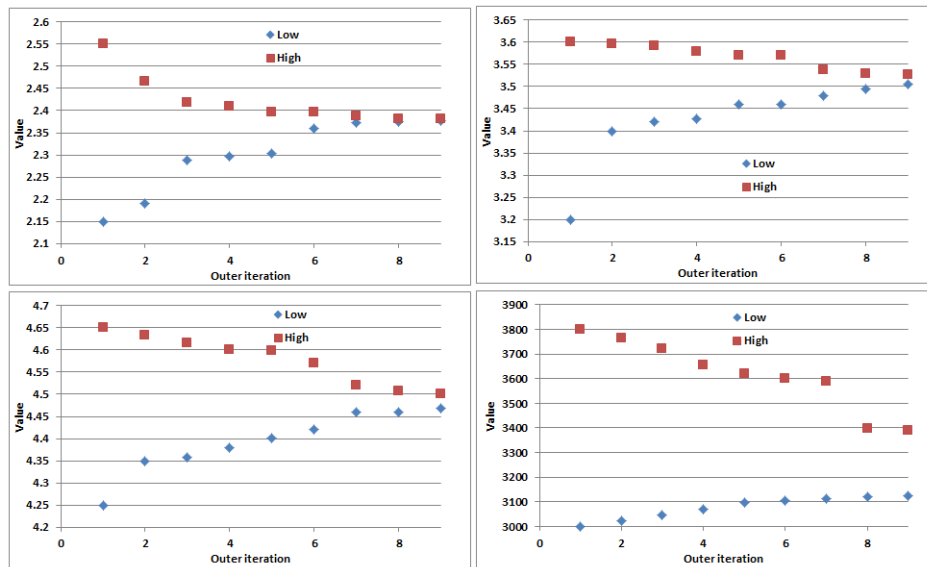 2.6
2.55
2.5
2.45
2.4
2.35
2.3
2.25
2.2
2.15
2.1
Value
Low
High
0 2 4 6 8
Outer iteration
3.65
3.6
3.55
3.5
3.45
3.4
3.35
3.3
3.25
3.2
3.15
Value
Low
High
0 2 4 6 8
Outer iteration
4.7
4.65
4.6
4.55
4.5
4.45
4.4
4.35
4.3
4.25
4.2
Value
Low
High
0 2 4 6 8
Outer iteration
3900
3800
3700
3600
3500
3400
3300
3200
3100
3000
Value
Low
High
0 2 4 6 8
Outer iteration